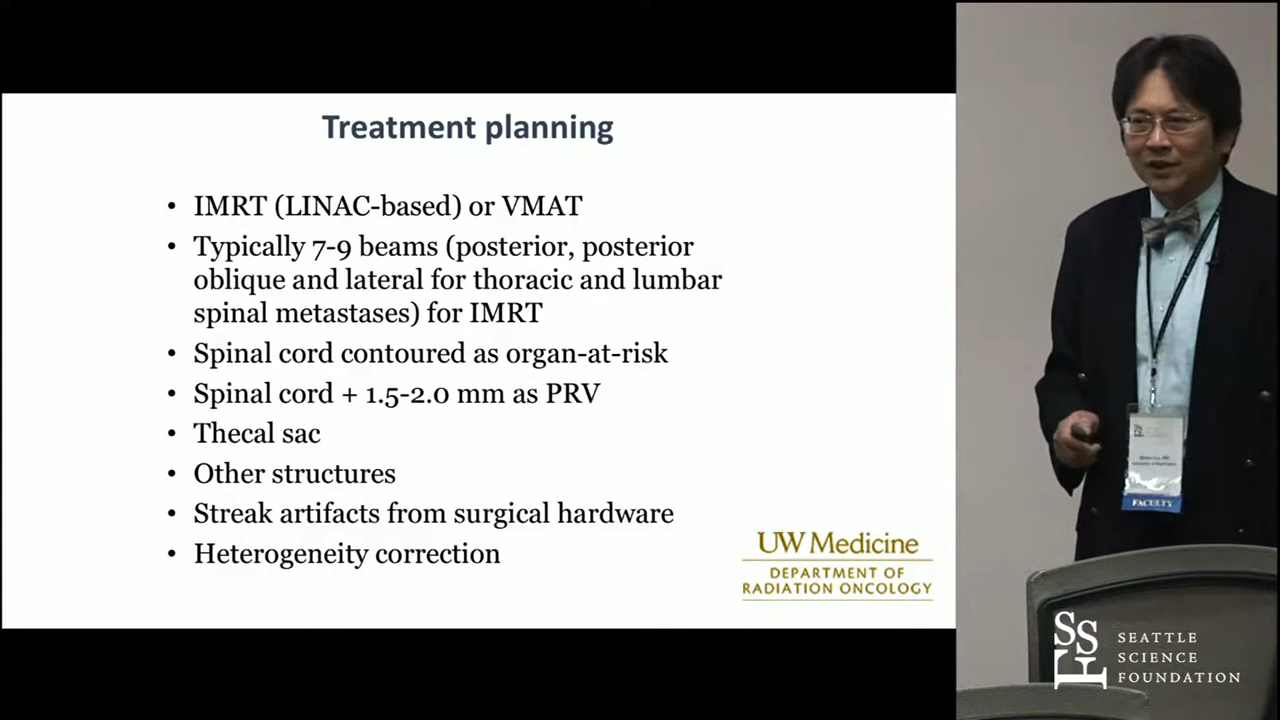 Treatment planning
• IMRT (LINAC-based) or VMAT
• Typically 7-9 beams (posterior, posterior
oblique and lateral for thoracic and lumbar
spinal metastases) for IMRT
• Spinal cord contoured as organ-at-risk
• Spinal cord + 1.5-2.0 mm as PRV
• Thecal sac
• Other structures
• Streak artifacts from surgical hardware
• Heterogeneity correction
UW Medicine
DEPARTMENT OF
RADIATION ONCOLOGY
FACULTY
SSF
SEATTLE
SCIENCE
FOUNDATION